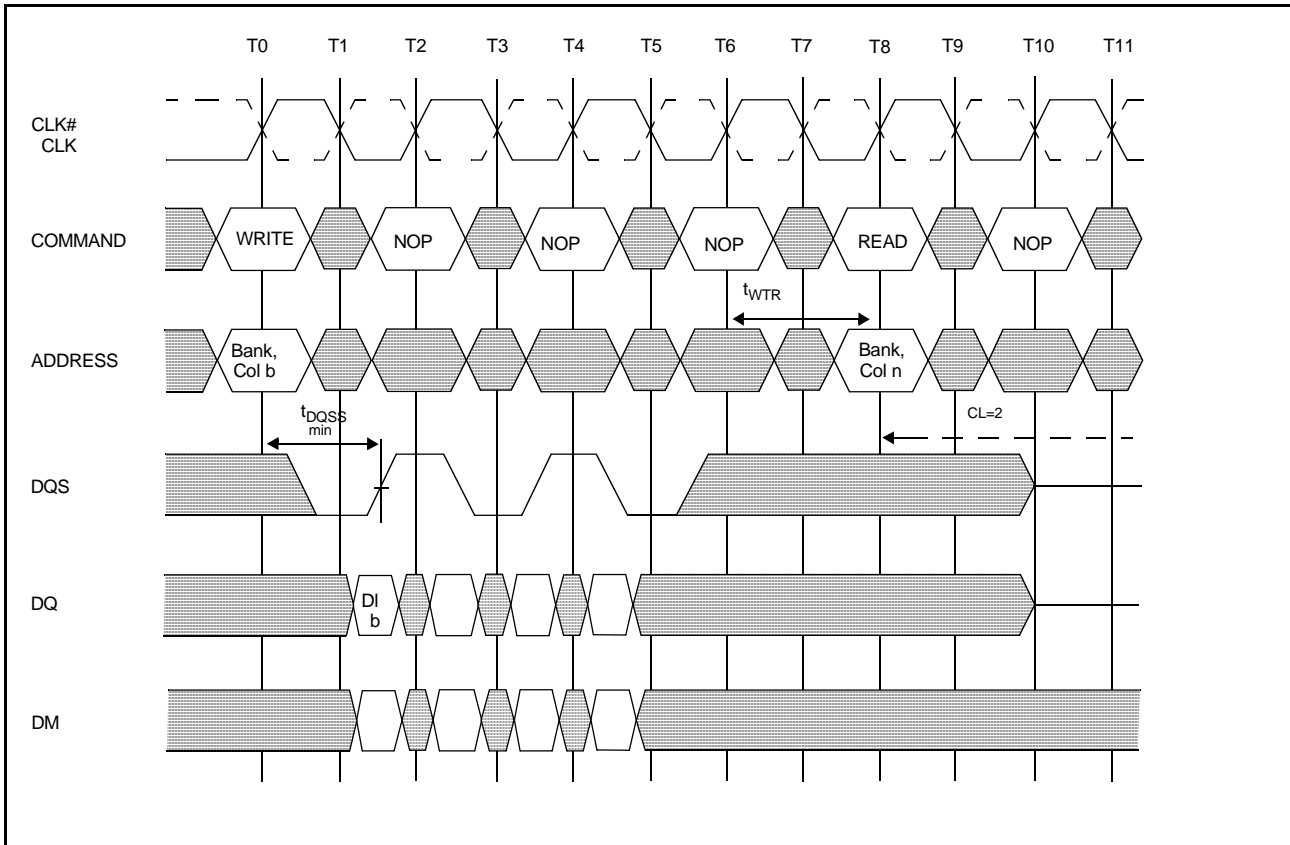 T0 T1 T2 T3 T4 T5 T6 T7 T8 T9 T10 T11
CLK#
CLK
COMMAND WRITE NOP NOP NOP READ NOP
tWTR
ADDRESS Bank, Col b Bank, Col n
tDQSS min
CL=2
DQS
DQ DI b
DM